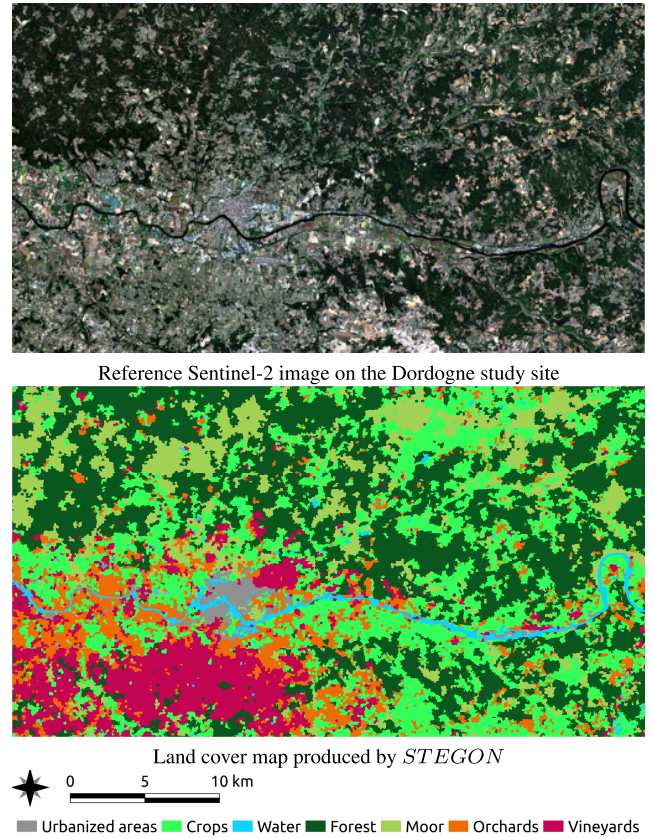 Reference Sentinel-2 image on the Dordogne study site
Land cover map produced by STEGON
0 5 10 km
Urbanized areas Crops Water Forest Moor Orchards Vineyards